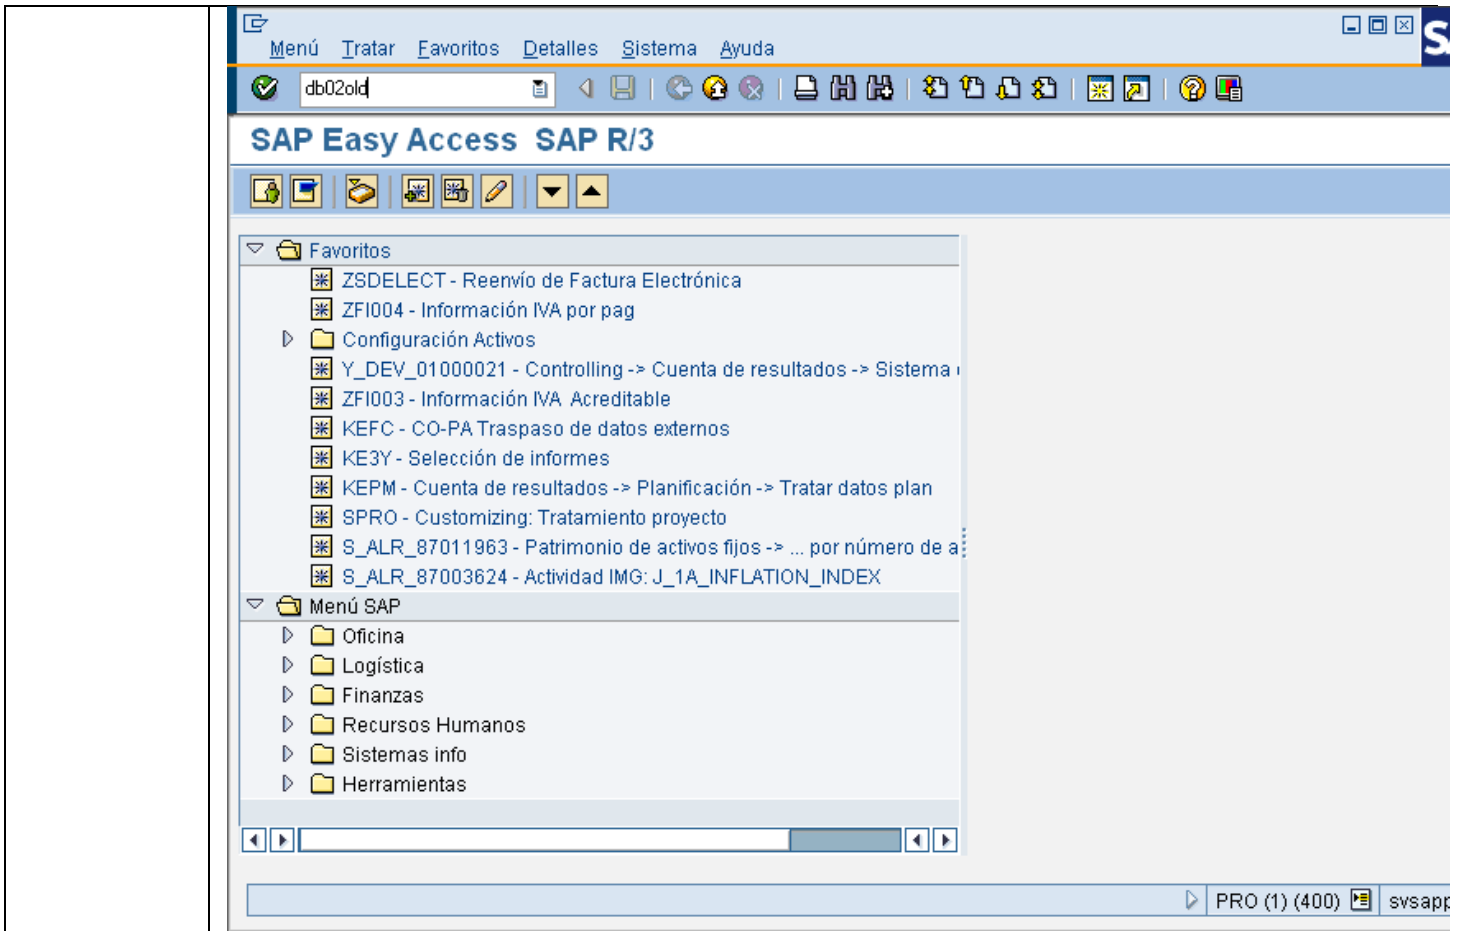 Menú Tratar Favoritos Detalles Sistema Ayuda
db02old
SAP Easy Access SAP R/3
Favoritos
ZSDELECT - Reenvío de Factura Electrónica
ZFI004 - Información IVA por pag
Configuración Activos
Y_DEV_01000021 - Controlling -> Cuenta de resultados -> Sistema
ZFI003 - Información IVA Acreditable
KEFC - CO-PA Traspaso de datos externos
KE3Y - Selección de informes
KEPM - Cuenta de resultados -> Planificación -> Tratar datos plan
SPRO - Customizing: Tratamiento proyecto
S_ALR_87011963 - Patrimonio de activos fijos -> ... por número de a
S_ALR_87003624 - Actividad IMG: J_1A_INFLATION_INDEX
Menú SAP
Oficina
Logística
Finanzas
Recursos Humanos
Sistemas info
Herramientas
PRO (1) (400) svsapp